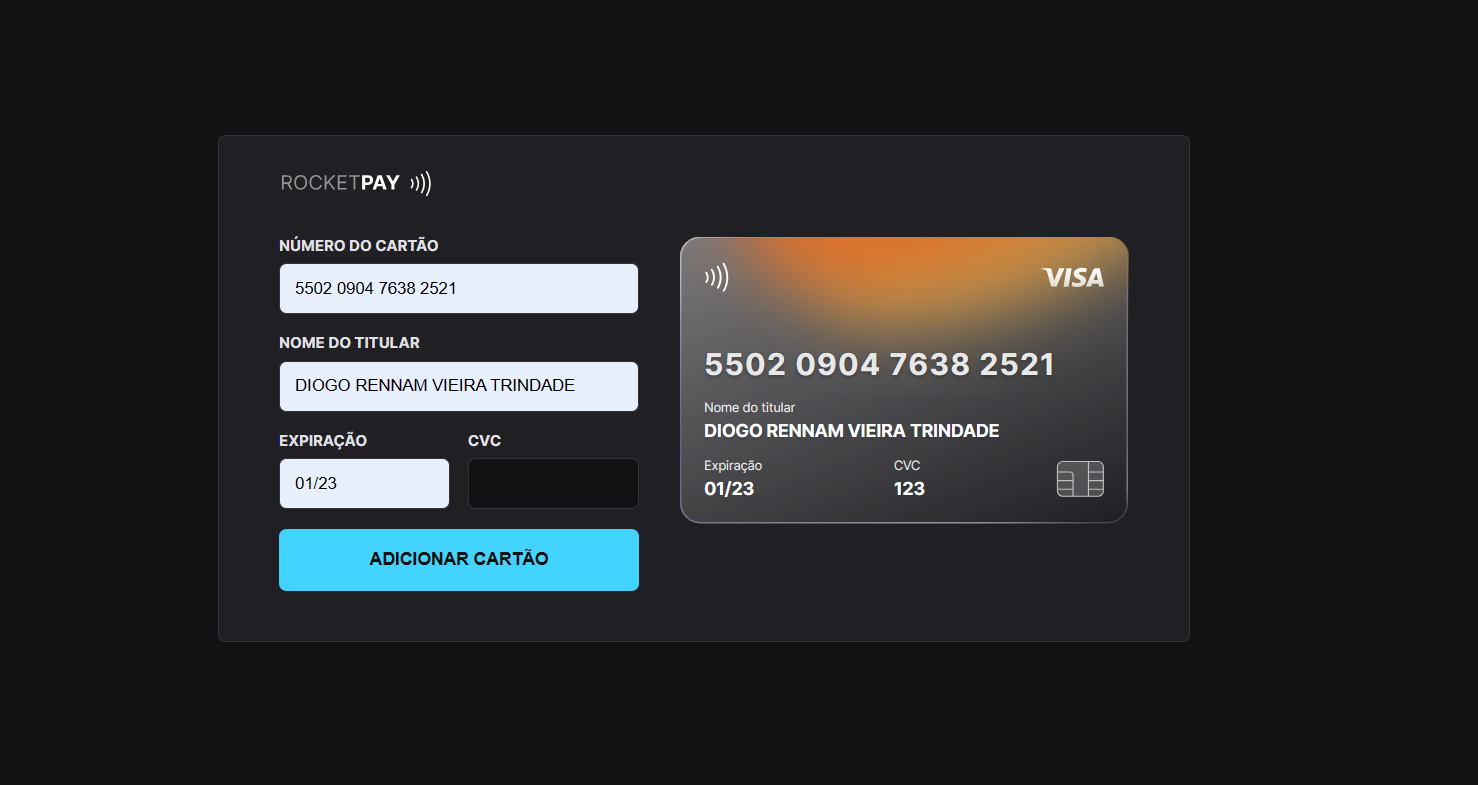 ROCKETPAY
NÚMERO DO CARTÃO
5502 0904 7638 2521
NOME DO TITULAR
DIOGO RENNAM VIEIRA TRINDADE
EXPIRAÇÃO CVC
01/23
ADICIONAR CARTÃO
VISA
5502 0904 7638 2521
Nome do titular
DIOGO RENNAM VIEIRA TRINDADE
Expiração CVC
01/23 123